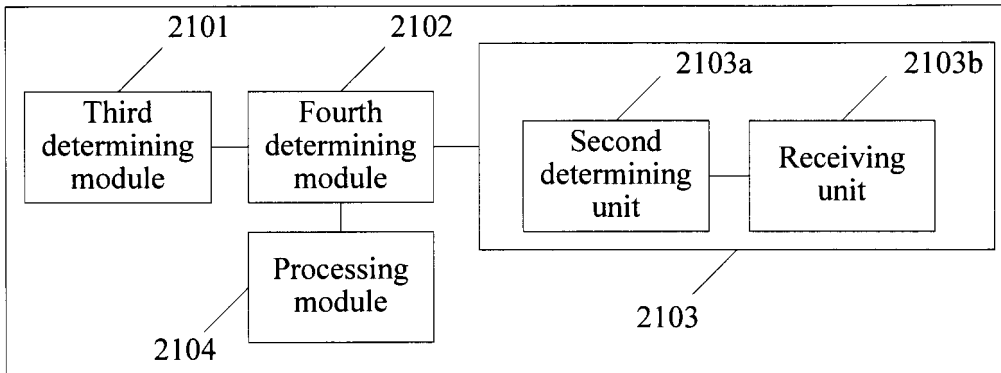 2101
2102
2103a
2103b
Third
determining
module
Fourth
determining
module
Second
determining
unit
Receiving
unit
Processing
module
2104
2103